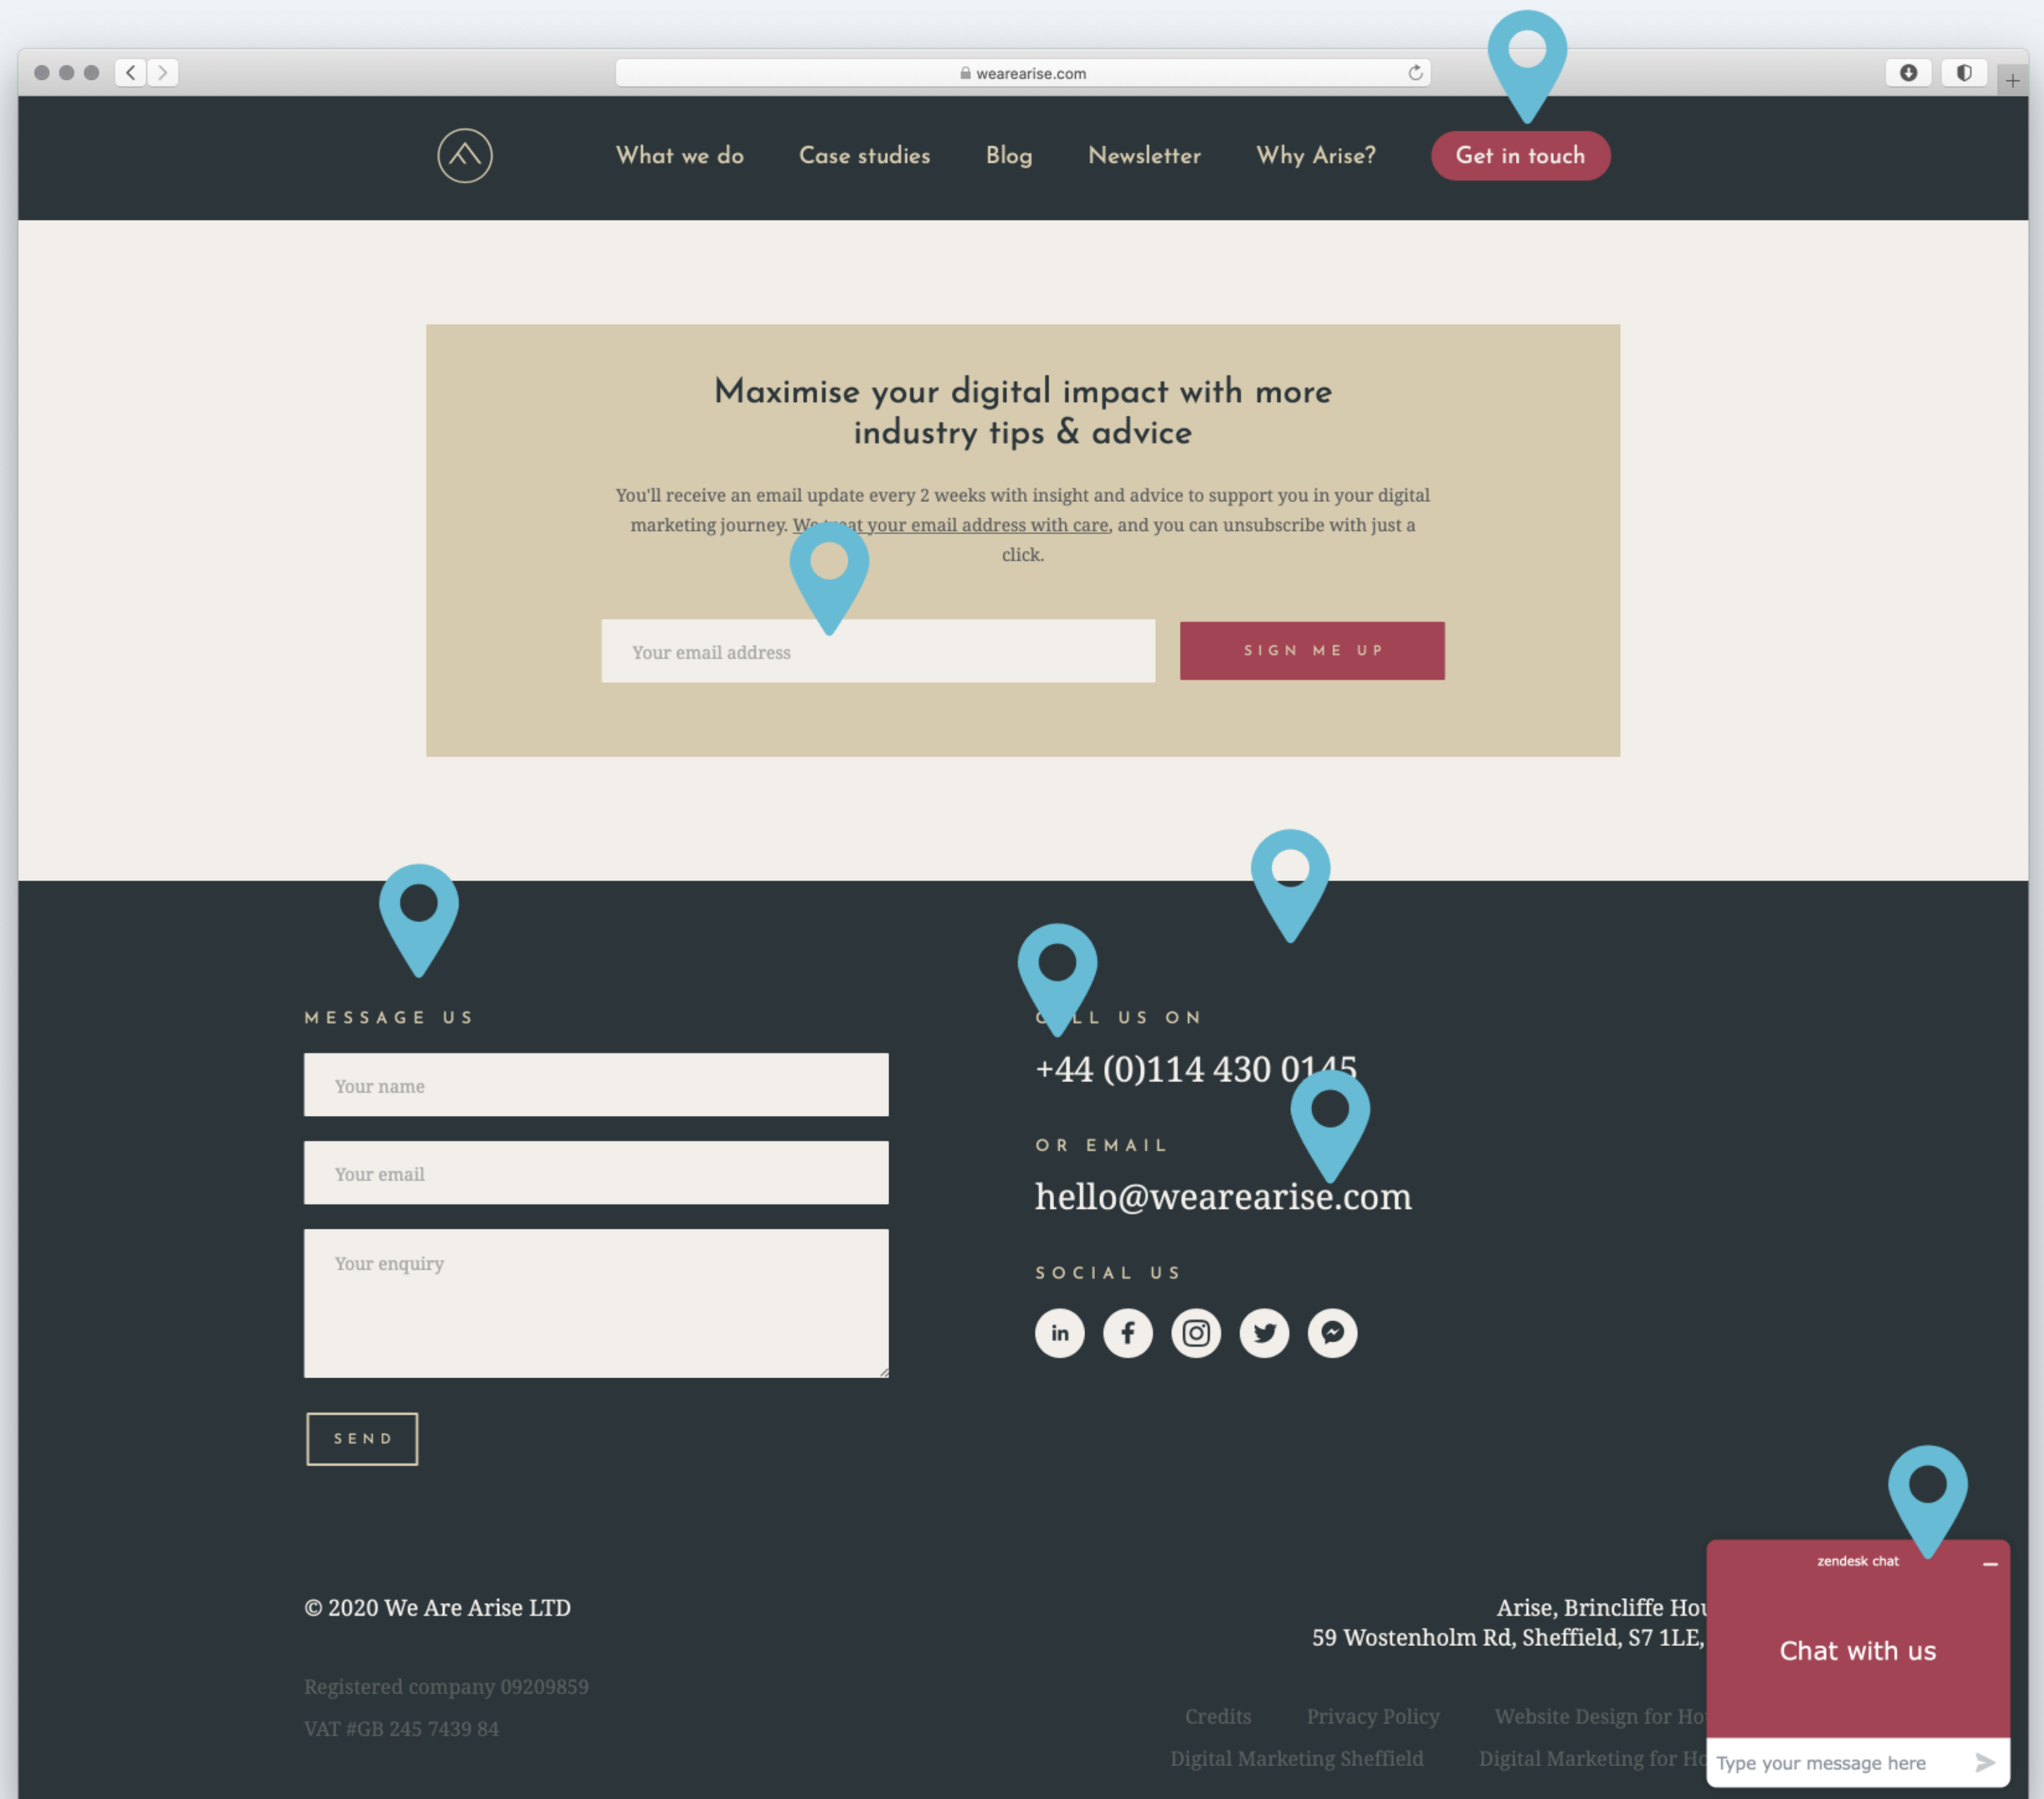 wearearise.com
What we do Case studies Blog Newsletter Why Arise? Get in touch
Maximise your digital impact with more
industry tips & advice
You'll receive an email update every 2 weeks with insight and advice to support you in your digital
marketing journey. We treat your email address with care, and you can unsubscribe with just a
click.
Your email address
SIGN ME UP
MESSAGE US
Your name
Your email
Your enquiry
SEND
CALL US ON
+44 (0)114 430 0145
OR EMAIL
hello@wearearise.com
SOCIAL US
© 2020 We Are Arise LTD
Registered company 09209859
VAT #GB 245 7439 84
Arise, Brincliffe
59 Wostenholm Rd, Sheffield, S7 1LE,
Credits Privacy Policy Website Design for
Digital Marketing Sheffield Digital Marketing for
zendesk chat
Chat with us
Type your message here